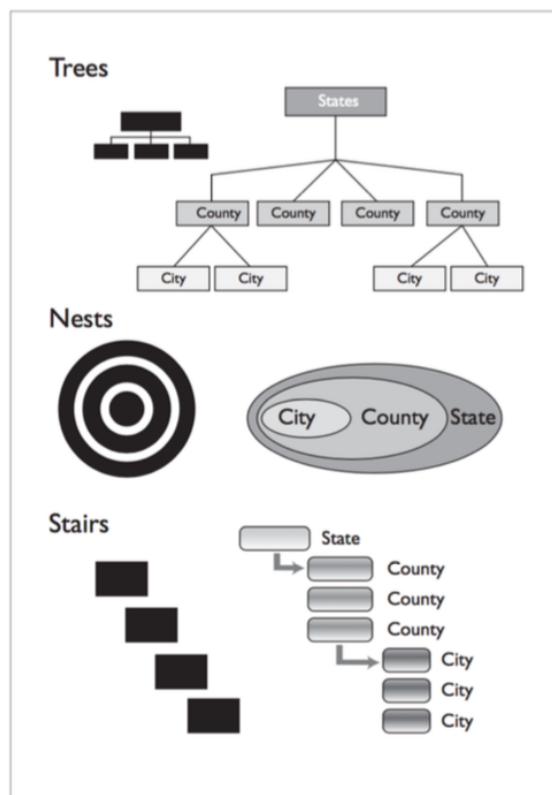 Trees
States
County County County County
City City City City
Nests
City County State
Stairs
State
County
County
County
City
City
City